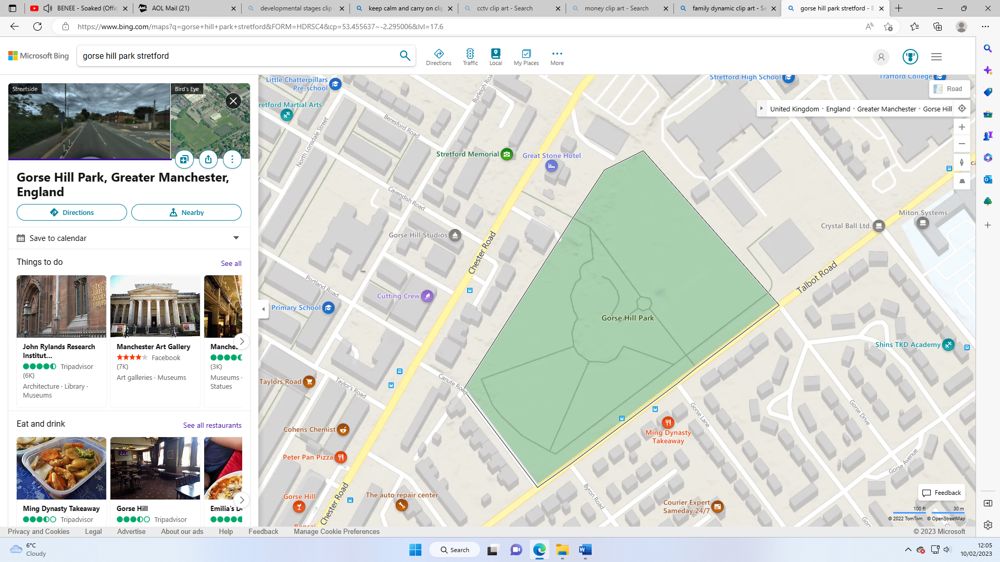 BENEE - Soaked (Offic
AOL Mail (21)
developmental stages clip a
keep calm and carry on clip
cctv clip art - Search
money clip art - Search
family dynamic clip art - Se
gorse hill park stretford - B
https://www.bing.com/maps?q=gorse+hill+park+stretford&FORM=HDRSC4&cp=53.455637~-2.295006&lvl=17.6
Microsoft Bing
gorse hill park stretford
Directions
Traffic
Local
My Places
More
Streetside
Bird's Eye
Gorse Hill Park, Greater Manchester,
England
Directions
Nearby
Save to calendar
Things to do
See all
John Rylands Research
Institut...
Tripadvisor
(6K)
Architecture · Library ·
Museums
Manchester Art Gallery
Facebook
(7K)
Art galleries · Museums
Manches
(3K)
Museums ·
Statues
Eat and drink
See all restaurants
Ming Dynasty Takeaway
Tripadvisor
Gorse Hill
Tripadvisor
Emilia's D
Little Chatterpillars
Pre-school
retford Martial Arts
Burleigh Roa
Beresford Road
North Lonsdale Street
Stretford Memorial
Great Stone Hotel
Stretford High School
Trafford College
Road
United Kingdom · England · Greater Manchester · Gorse Hill
Cavendish Road
Gorse Hill Studios
Chester Road
Portland Road
Cutting Crew
Primary School
Gorse Hill Park
Talbot Road
Miton Systems
Crystal Ball Ltd.
Shins TKD Academy
Taylors Road
Taylor's Road
Canute Road
Cohens Chemist
Peter Pan Pizza
Gorse Hill
Chester Road
The auto repair center
Bonsai
Ming Dynasty
Takeaway
Gorse Lane
Gorse Drive
Gorse Avenue
Byron Road
Courier Expert
Sameday 24/7
Gors
Feedback
100 ft
30 m
© 2022 TomTom, © OpenStreetMap
Privacy and Cookies
Legal
Advertise
About our ads
Help
Feedback
Manage Cookie Preferences
© 2023 Microsoft
6°C
Cloudy
Search
12:05
10/02/2023